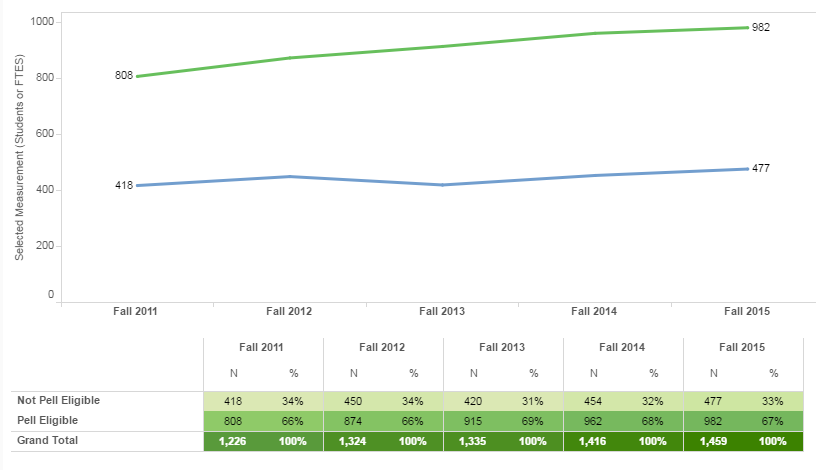 1000
982
800
808
Selected Measurement (Students or FTES)
600
400
418
477
200
0
Fall 2011 Fall 2012 Fall 2013 Fall 2014 Fall 2015
Fall 2011 Fall 2012 Fall 2013 Fall 2014 Fall 2015
N % N % N % N % N %
Not Pell Eligible 418 34% 450 34% 420 31% 454 32% 477 33%
Pell Eligible 808 66% 874 66% 915 69% 962 68% 982 67%
Grand Total 1,226 100% 1,324 100% 1,335 100% 1,416 100% 1,459 100%